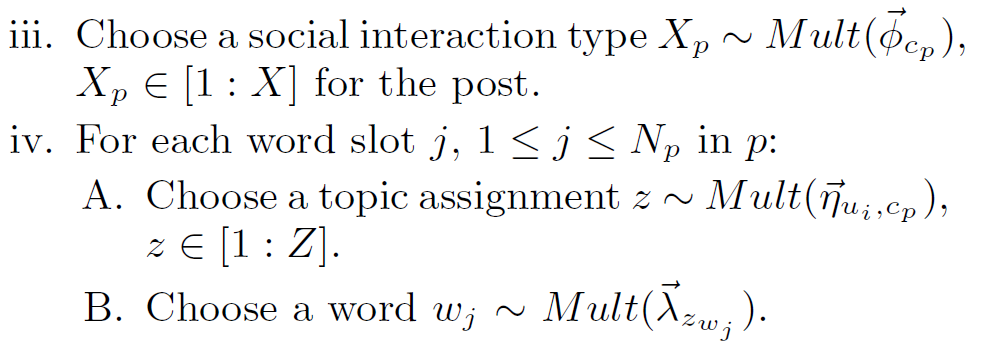 iii. Choose a social interaction type $X_p \sim Mult(\vec{\phi}_{c_p})$,
$X_p \in [1 : X]$ for the post.
iv. For each word slot $j$, $1 \leq j \leq N_p$ in $p$:
A. Choose a topic assignment $z \sim Mult(\vec{\eta}_{u_i,c_p})$,
$z \in [1 : Z]$.
B. Choose a word $w_j \sim Mult(\vec{\lambda}_{z_{w_j}})$.